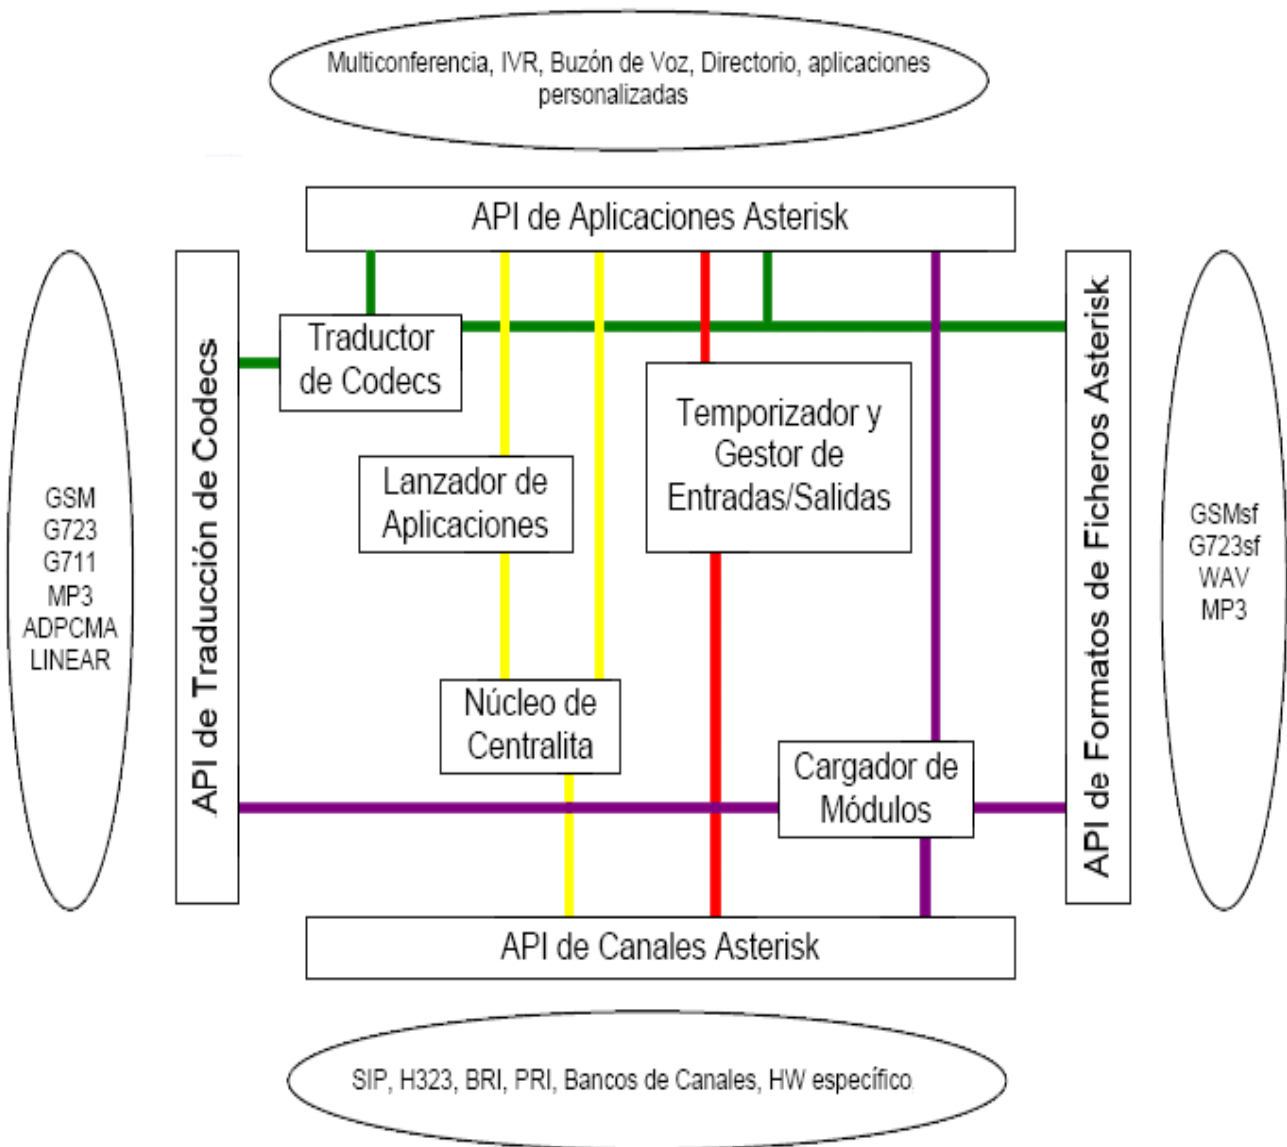 Multiconferencia, IVR, Buzón de Voz, Directorio, aplicaciones
personalizadas
API de Aplicaciones Asterisk
API de Traducción de Codecs
GSM
G723
G711
MP3
ADPCMA
LINEAR
Traductor
de Codecs
Lanzador de
Aplicaciones
Temporizador y
Gestor de
Entradas/Salidas
Núcleo de
Centralita
Cargador de
Módulos
API de Formatos de Ficheros Asterisk
GSMsf
G723sf
WAV
MP3
API de Canales Asterisk
SIP, H323, BRI, PRI, Bancos de Canales, HW específico